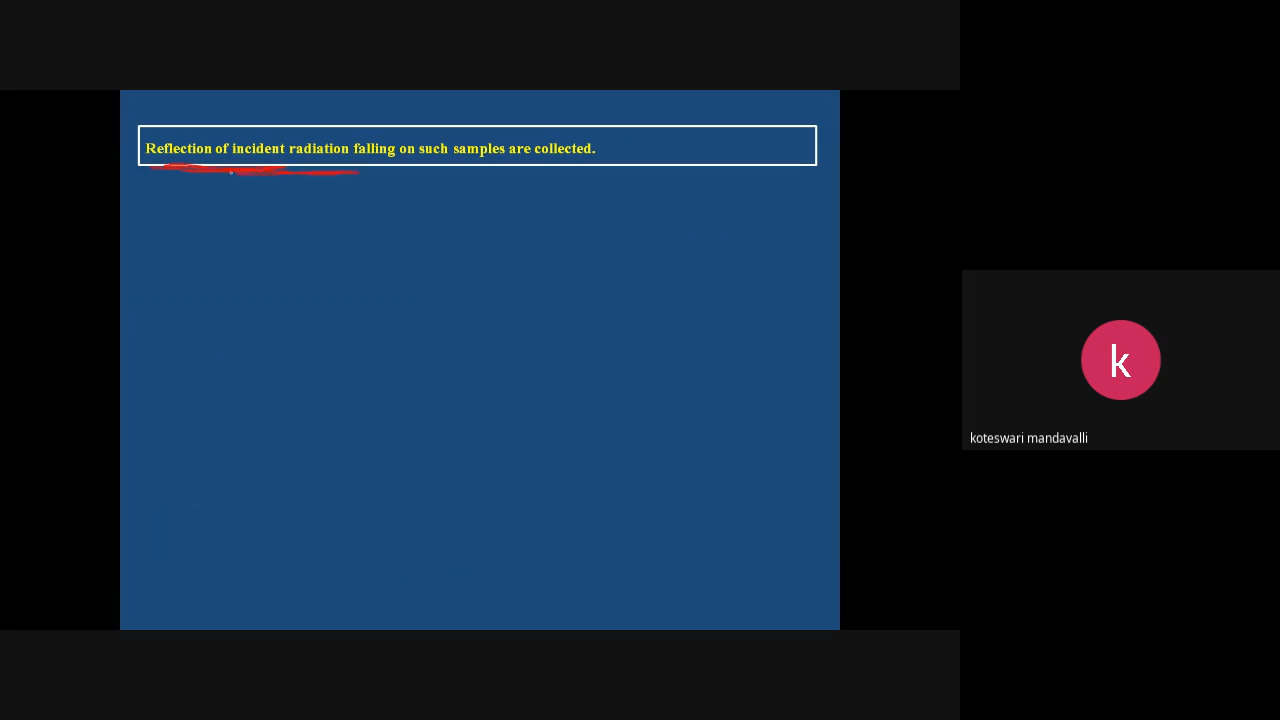 Reflection of incident radiation falling on such samples are collected.
k
koteswari mandavalli